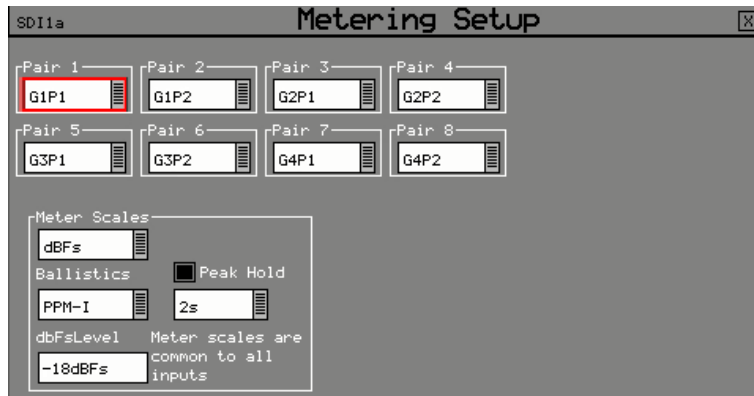 SDI1a
Metering Setup
X
Pair 1
Pair 2
Pair 3
Pair 4
G1P1
G1P2
G2P1
G2P2
Pair 5
Pair 6
Pair 7
Pair 8
G3P1
G3P2
G4P1
G4P2
Meter Scales
dBFs
Ballistics
Peak Hold
PPM-I
2s
dbFsLevel
-18dBFs
Meter scales are
common to all
inputs